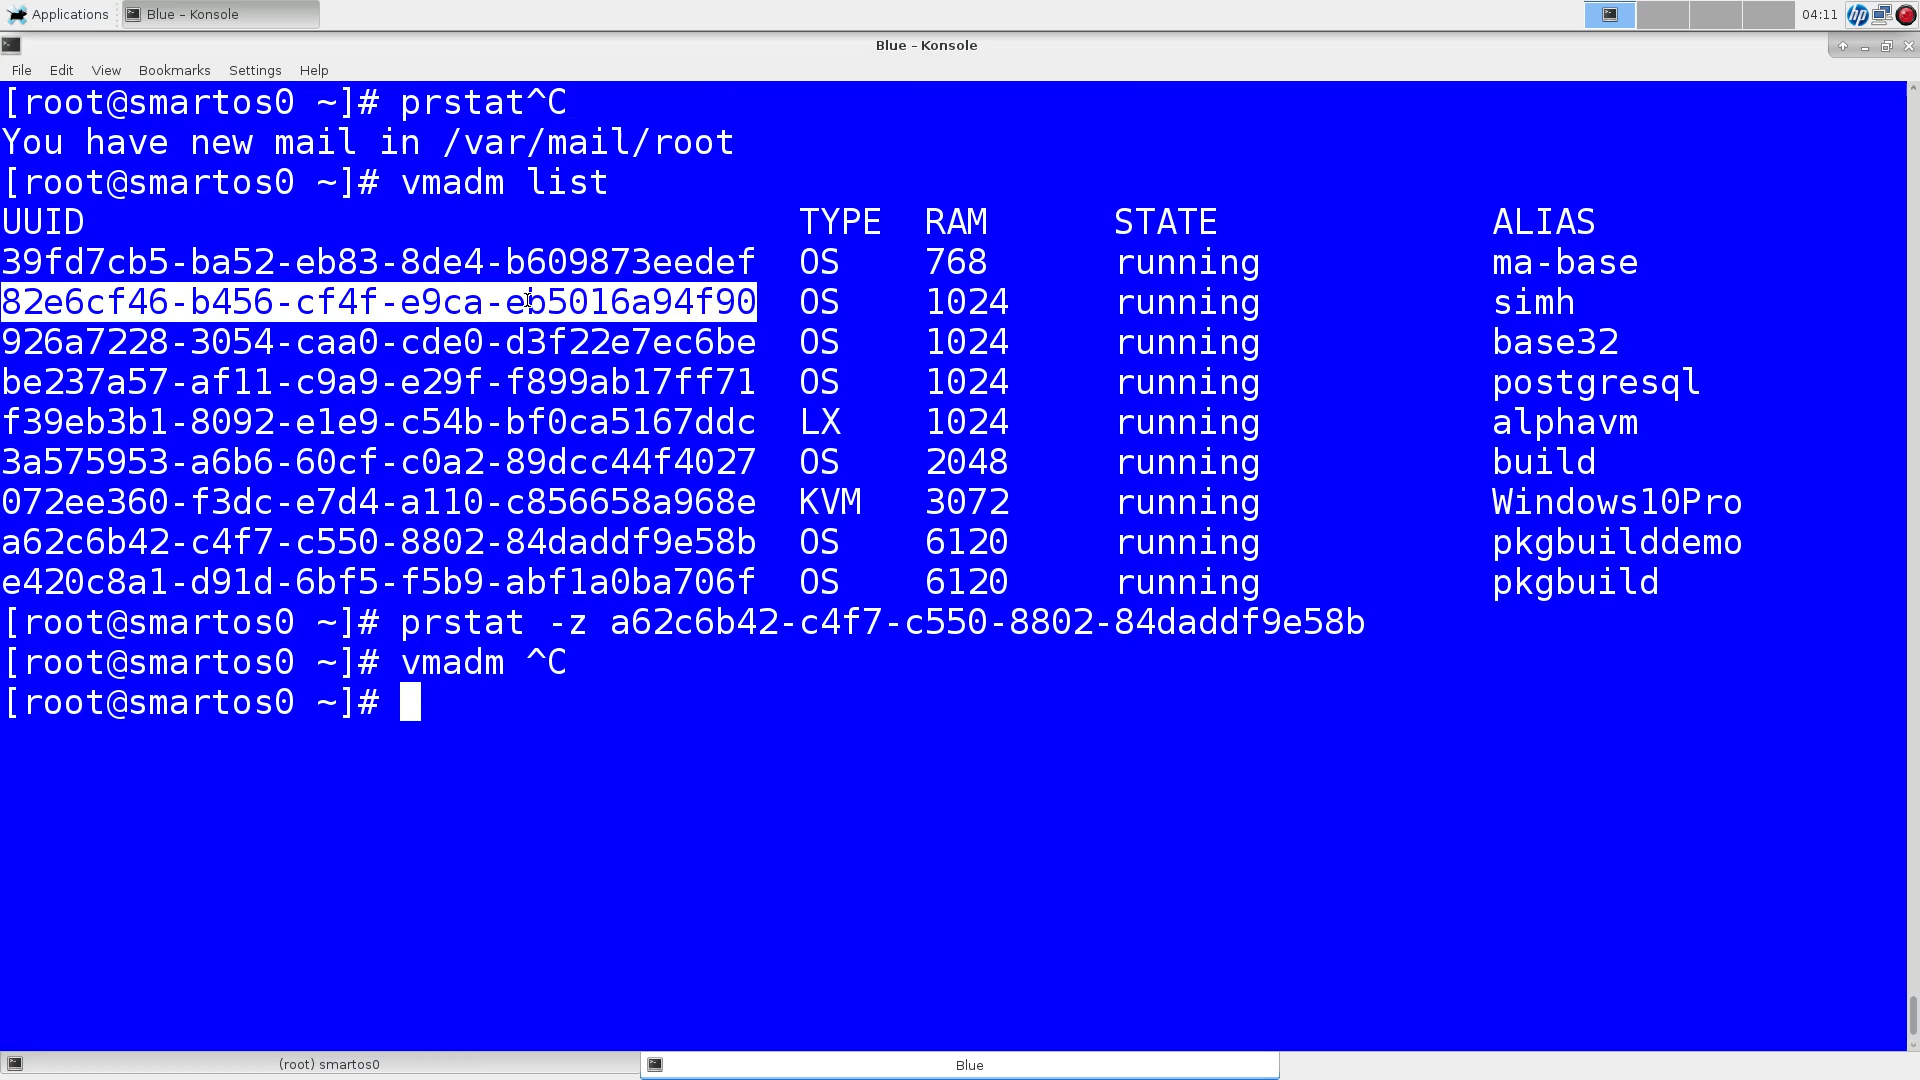 Applications Blue – Konsole 04:11 hp
Blue – Konsole
File Edit View Bookmarks Settings Help
[root@smartos0 ~]# prstat^C
You have new mail in /var/mail/root
[root@smartos0 ~]# vmadm list
UUID TYPE RAM STATE ALIAS
39fd7cb5-ba52-eb83-8de4-b609873eedef OS 768 running ma-base
82e6cf46-b456-cf4f-e9ca-eb5016a94f90 OS 1024 running simh
926a7228-3054-caa0-cde0-d3f22e7ec6be OS 1024 running base32
be237a57-af11-c9a9-e29f-f899ab17ff71 OS 1024 running postgresql
f39eb3b1-8092-e1e9-c54b-bf0ca5167ddc LX 1024 running alphavm
3a575953-a6b6-60cf-c0a2-89dcc44f4027 OS 2048 running build
072ee360-f3dc-e7d4-a110-c856658a968e KVM 3072 running Windows10Pro
a62c6b42-c4f7-c550-8802-84daddf9e58b OS 6120 running pkgbuilddemo
e420c8a1-d91d-6bf5-f5b9-abf1a0ba706f OS 6120 running pkgbuild
[root@smartos0 ~]# prstat -z a62c6b42-c4f7-c550-8802-84daddf9e58b
[root@smartos0 ~]# vmadm ^C
[root@smartos0 ~]#
(root) smartos0 Blue